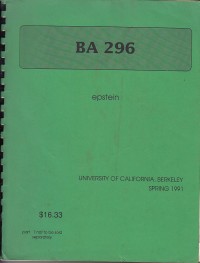 BA 296
epstein
UNIVERSITY OF CALIFORNIA, BERKELEY
SPRING 1991
$16.33